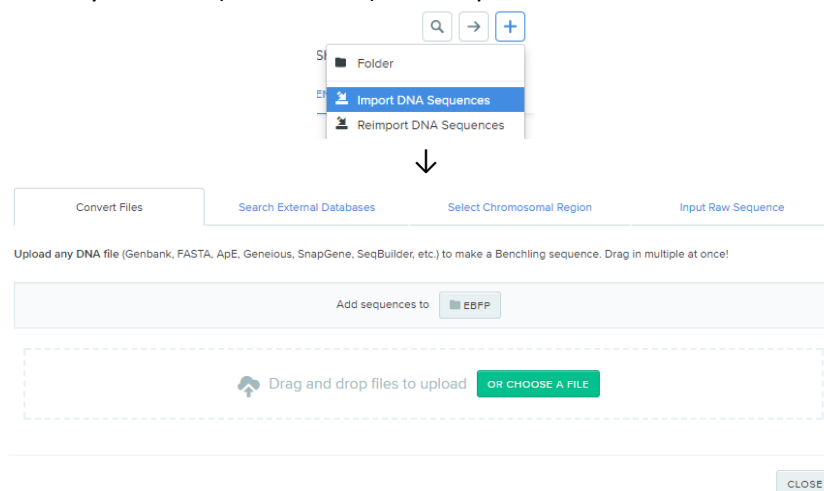 Folder
Import DNA Sequences
Reimport DNA Sequences
Convert Files Search External Databases Select Chromosomal Region Input Raw Sequence
Upload any DNA file (Genbank, FASTA, ApE, Geneious, SnapGene, SeqBuilder, etc.) to make a Benchling sequence. Drag in multiple at once!
Add sequences to EBFP
Drag and drop files to upload OR CHOOSE A FILE
CLOSE